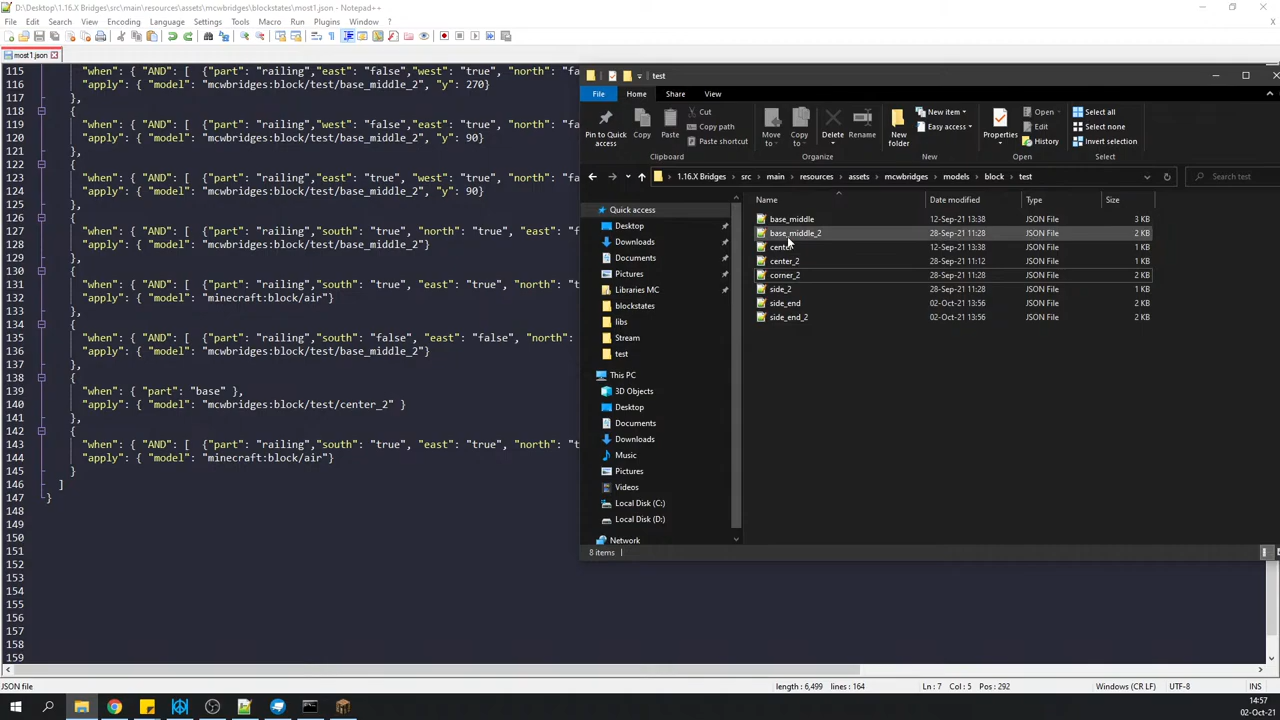 D:\Desktop\1.16.X Bridges\src\main\resources\assets\mcwbridges\blockstates\most1.json - Notepad++
File Edit Search View Encoding Language Settings Tools Macro Run Plugins Window ?
most1.json
115 "when": { "AND": [ {"part": "railing","east": "false","west": "true", "north": "fa
116 "apply": { "model": "mcwbridges:block/test/base_middle_2", "y": 270}
117 },
118 {
119 "when": { "AND": [ {"part": "railing","west": "false","east": "true", "north": "fa
120 "apply": { "model": "mcwbridges:block/test/base_middle_2", "y": 90}
121 },
122 {
123 "when": { "AND": [ {"part": "railing","east": "true","west": "true", "north": "fa
124 "apply": { "model": "mcwbridges:block/test/base_middle_2", "y": 90}
125 },
126 {
127 "when": { "AND": [ {"part": "railing","south": "true", "north": "true", "east": "f
128 "apply": { "model": "mcwbridges:block/test/base_middle_2"}
129 },
130 {
131 "when": { "AND": [ {"part": "railing","south": "true", "east": "true", "north": "t
132 "apply": { "model": "minecraft:block/air"}
133 },
134 {
135 "when": { "AND": [ {"part": "railing","south": "false", "east": "false", "north":
136 "apply": { "model": "mcwbridges:block/test/base_middle_2"}
137 },
138 {
139 "when": { "part": "base" },
140 "apply": { "model": "mcwbridges:block/test/center_2" }
141 },
142 {
143 "when": { "AND": [ {"part": "railing","south": "true", "east": "true", "north": "t
144 "apply": { "model": "minecraft:block/air"}
145 }
146 ]
147 }
148
149
150
151
152
153
154
155
156
157
158
159
test
File Home Share View
Pin to Quick access
Copy
Paste
Cut
Copy path
Paste shortcut
Clipboard
Move to
Copy to
Delete
Rename
Organize
New folder
New item
Easy access
New
Properties
Open
Edit
History
Open
Select all
Select none
Invert selection
Select
1.16.X Bridges src main resources assets mcwbridges models block test
Search test
Quick access
Desktop
Downloads
Documents
Pictures
Libraries MC
blockstates
libs
Stream
test
This PC
3D Objects
Desktop
Documents
Downloads
Music
Pictures
Videos
Local Disk (C:)
Local Disk (D:)
Network
Name Date modified Type Size
base_middle 12-Sep-21 13:38 JSON File 3 KB
base_middle_2 28-Sep-21 11:28 JSON File 2 KB
center 12-Sep-21 13:38 JSON File 1 KB
center_2 28-Sep-21 11:12 JSON File 1 KB
corner_2 28-Sep-21 11:28 JSON File 2 KB
side_2 28-Sep-21 11:28 JSON File 1 KB
side_end 02-Oct-21 13:56 JSON File 2 KB
side_end_2 02-Oct-21 13:56 JSON File 2 KB
8 items
JSON file
length : 6,499 lines : 164
Ln : 7 Col : 5 Pos : 292
Windows (CR LF)
UTF-8
INS
14:57
02-Oct-21